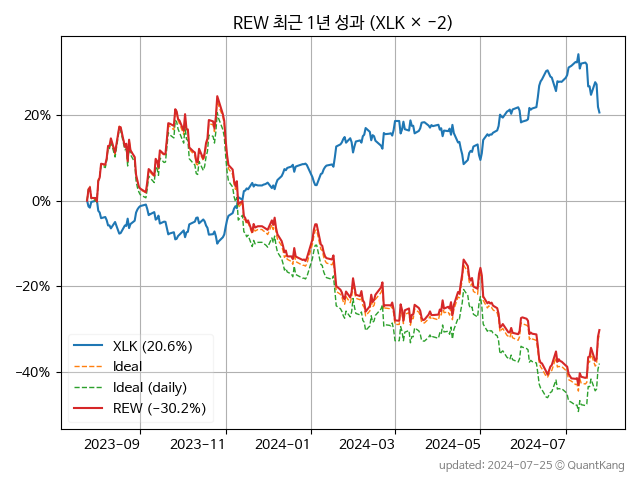 REW 최근 1년 성과 (XLK × −2)
20%
0%
−20%
−40%
XLK (20.6%)
Ideal
Ideal (daily)
REW (−30.2%)
2023-09 2023-11 2024-01 2024-03 2024-05 2024-07
updated: 2024-07-25 © QuantKang